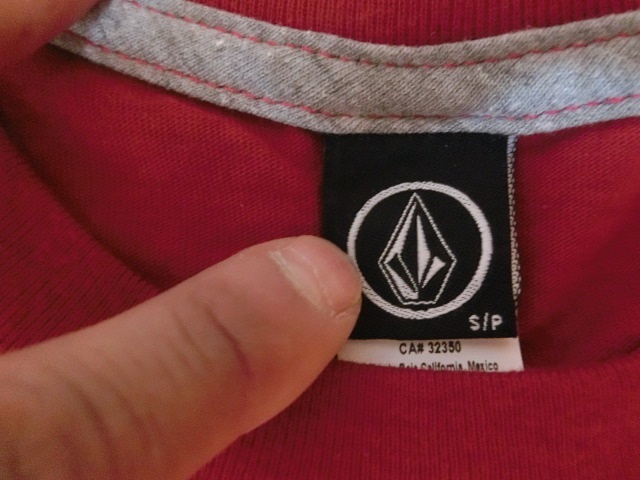 S/P
CA# 32350
Baja California, Mexico